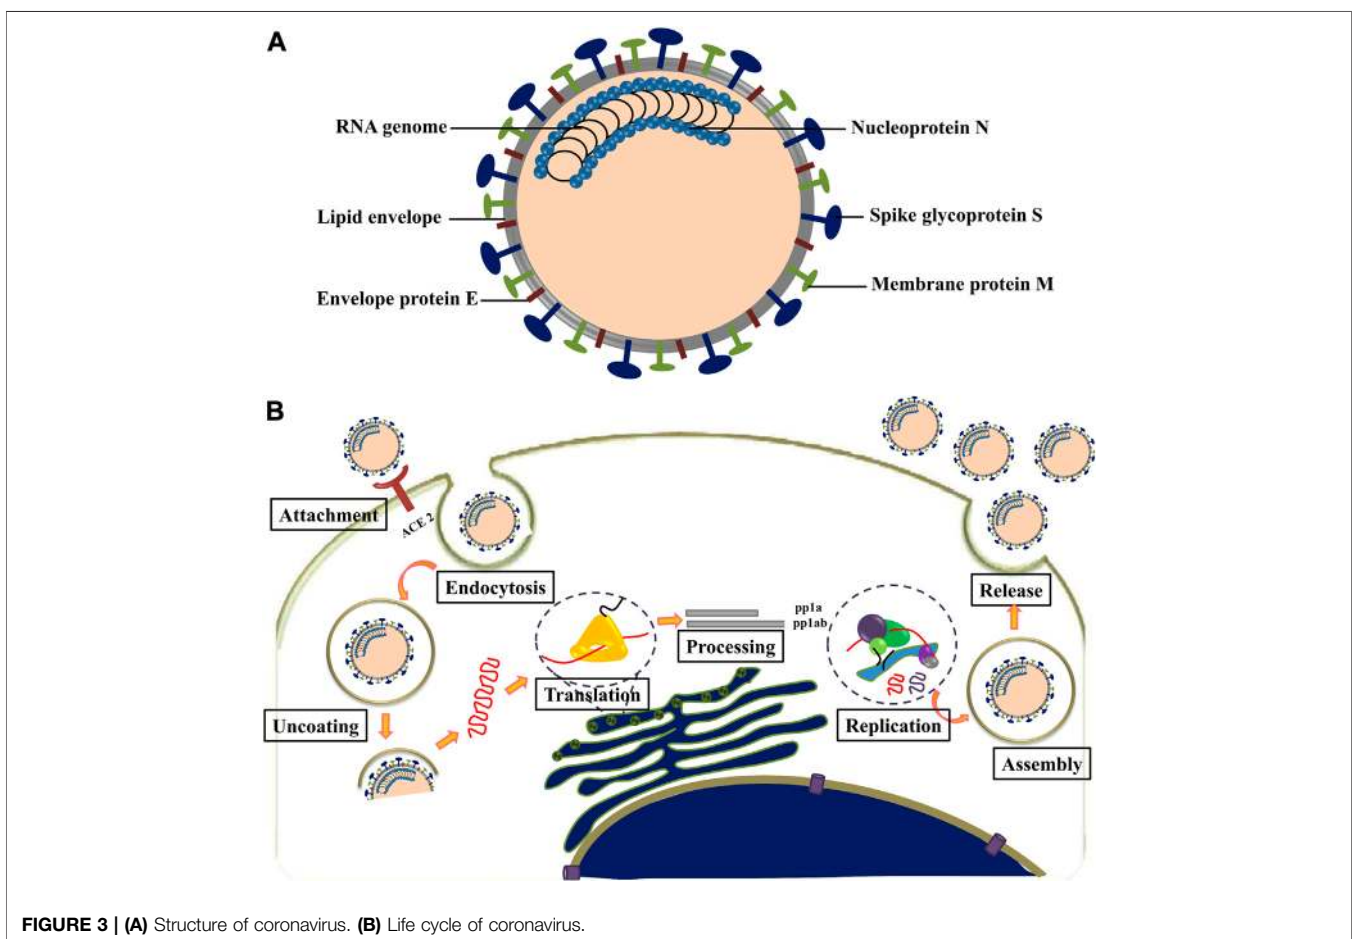 A
RNA genome
Nucleoprotein N
Lipid envelope
Spike glycoprotein S
Envelope protein E
Membrane protein M
B
Attachment
ACE 2
Endocytosis
Release
pp1a
pp1ab
Processing
Translation
Uncoating
Replication
Assembly
FIGURE 3 | (A) Structure of coronavirus. (B) Life cycle of coronavirus.